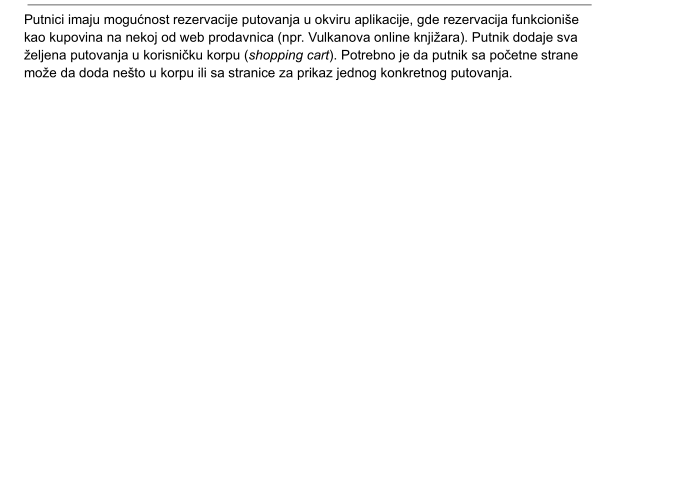 Putnici imaju mogućnost rezervacije putovanja u okviru aplikacije, gde rezervacija funkcioniše
kao kupovina na nekoj od web prodavnica (npr. Vulkanova online knjižara). Putnik dodaje sva
željena putovanja u korisničku korpu (shopping cart). Potrebno je da putnik sa početne strane
može da doda nešto u korpu ili sa stranice za prikaz jednog konkretnog putovanja.